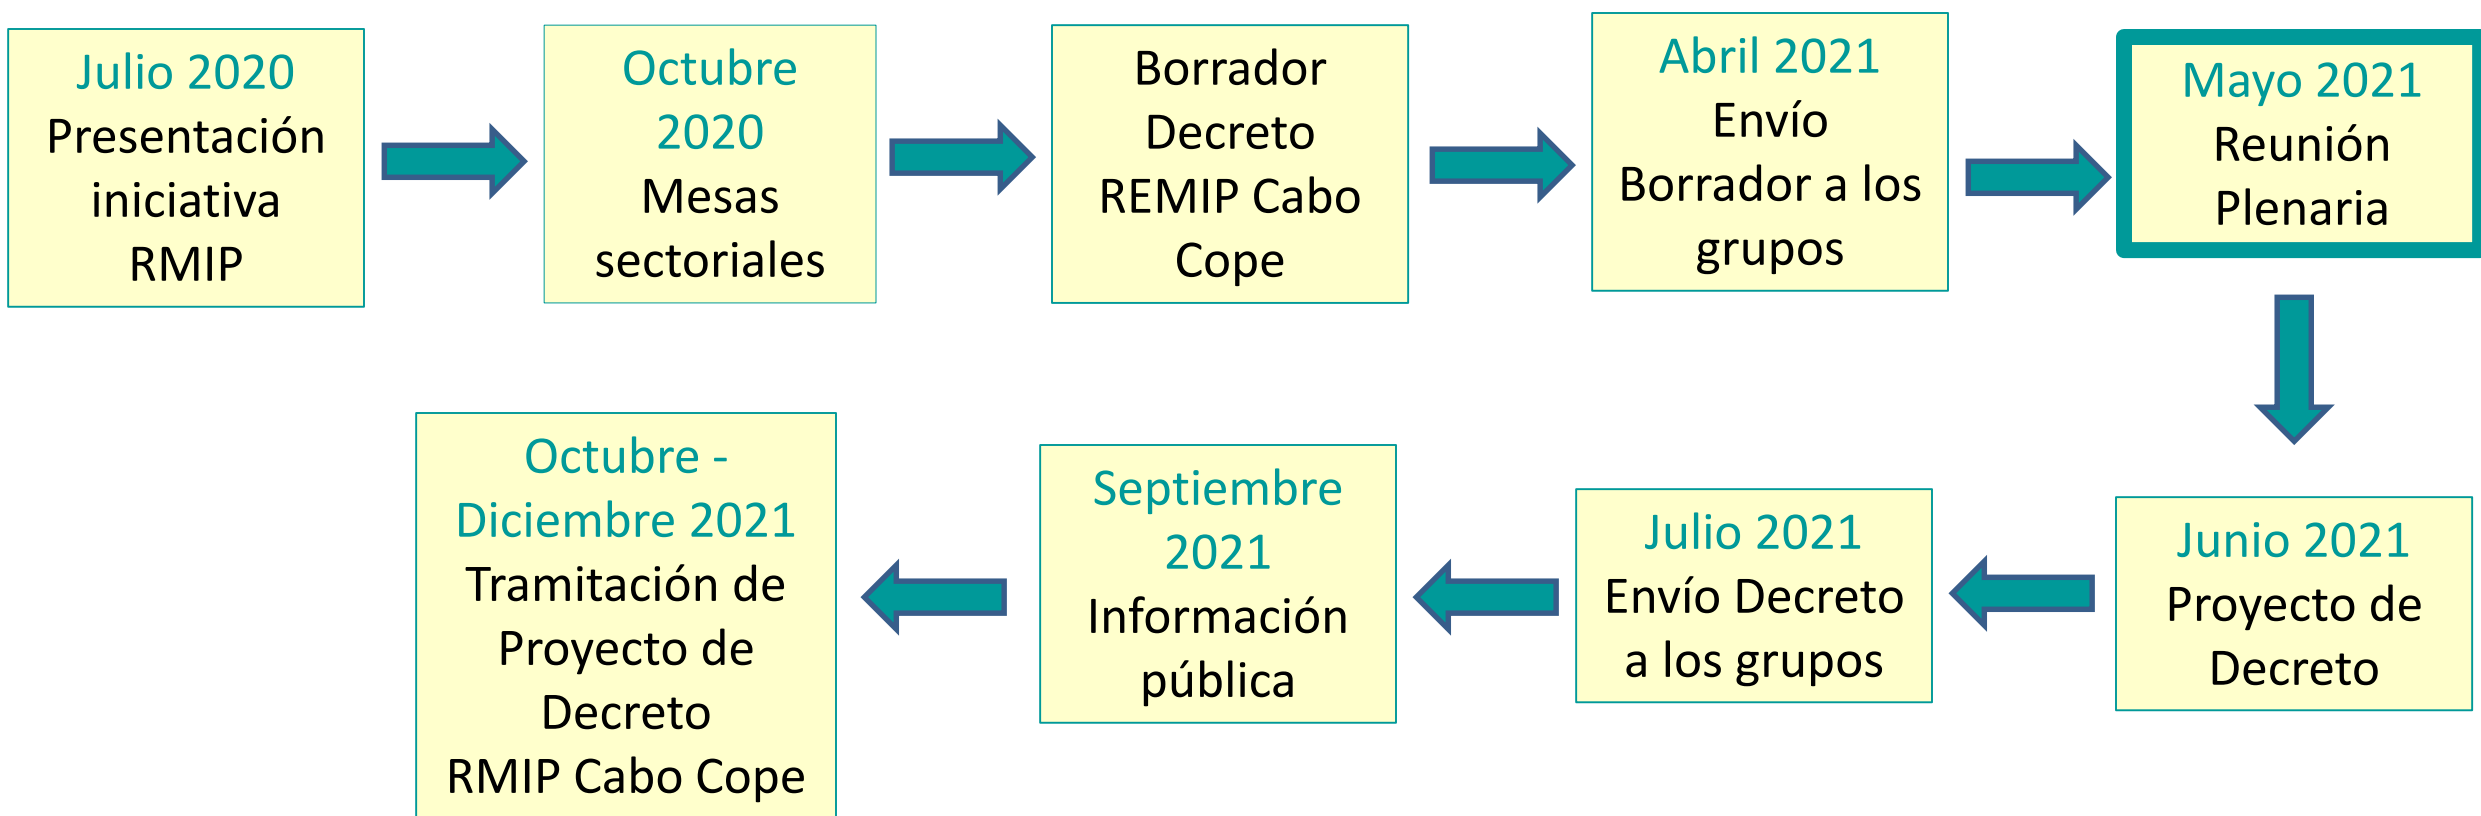 Julio 2020
Presentación
iniciativa
RMIP
Octubre
2020
Mesas
sectoriales
Borrador
Decreto
REMIP Cabo
Cope
Abril 2021
Envío
Borrador a los
grupos
Mayo 2021
Reunión
Plenaria
Junio 2021
Proyecto de
Decreto
Julio 2021
Envío Decreto
a los grupos
Septiembre
2021
Información
pública
Octubre -
Diciembre 2021
Tramitación de
Proyecto de
Decreto
RMIP Cabo Cope